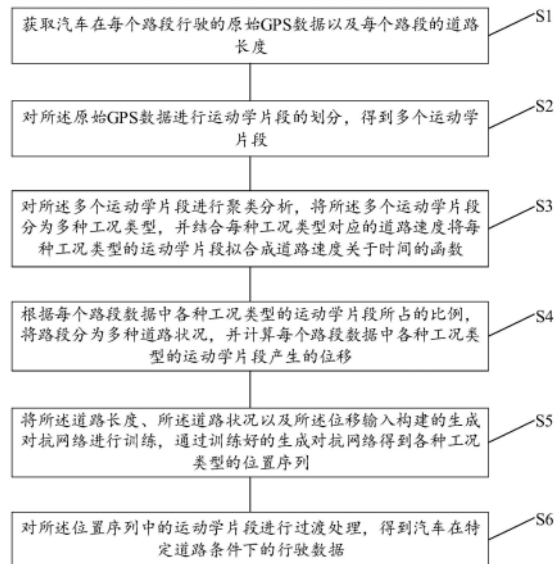 获取汽车在每个路段行驶的原始GPS数据以及每个路段的道路
长度
S1
对所述原始GPS数据进行运动学片段的划分，得到多个运动学
片段
S2
对所述多个运动学片段进行聚类分析，将所述多个运动学片段
分为多种工况类型，并结合每种工况类型对应的道路速度将每
种工况类型的运动学片段拟合成道路速度关于时间的函数
S3
根据每个路段数据中各种工况类型的运动学片段所占的比例，
将路段分为多种道路状况，并计算每个路段数据中各种工况类
型的运动学片段产生的位移
S4
将所述道路长度、所述道路状况以及所述位移输入构建的生成
对抗网络进行训练，通过训练好的生成对抗网络得到各种工况
类型的位置序列
S5
对所述位置序列中的运动学片段进行过渡处理，得到汽车在特
定道路条件下的行驶数据
S6